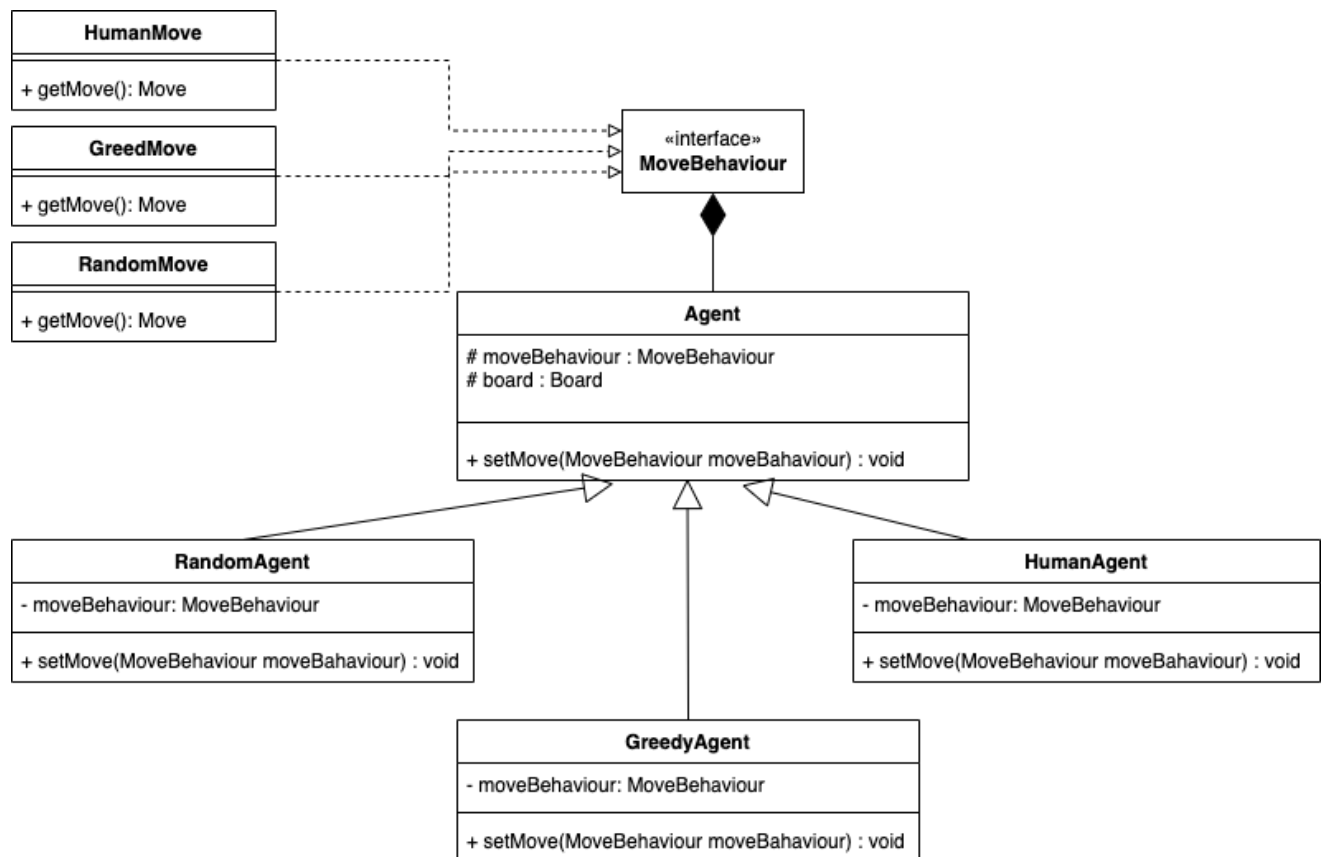 HumanMove
+ getMove(): Move
GreedMove
+ getMove(): Move
RandomMove
+ getMove(): Move
«interface»
MoveBehaviour
Agent
# moveBehaviour : MoveBehaviour
# board : Board
+ setMove(MoveBehaviour moveBahaviour) : void
RandomAgent
- moveBehaviour: MoveBehaviour
+ setMove(MoveBehaviour moveBahaviour) : void
HumanAgent
- moveBehaviour: MoveBehaviour
+ setMove(MoveBehaviour moveBahaviour) : void
GreedyAgent
- moveBehaviour: MoveBehaviour
+ setMove(MoveBehaviour moveBahaviour) : void